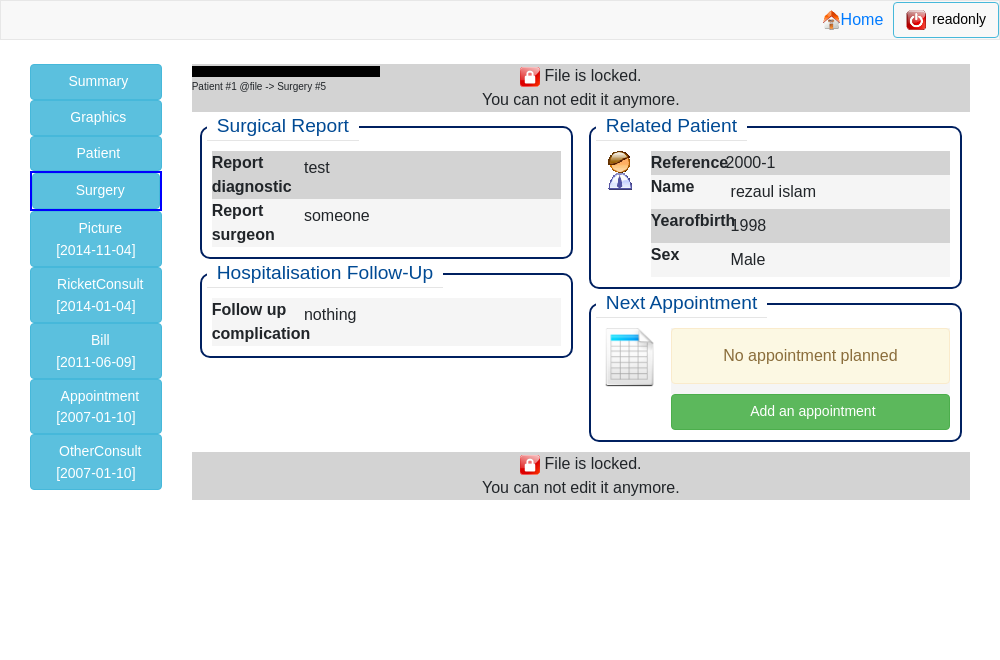 Home readonly
Summary
Graphics
Patient
Surgery
Picture
[2014-11-04]
RicketConsult
[2014-01-04]
Bill
[2011-06-09]
Appointment
[2007-01-10]
OtherConsult
[2007-01-10]
File is locked.
Patient #1 @file -> Surgery #5
You can not edit it anymore.
Surgical Report
Report diagnostic test
Report surgeon someone
Hospitalisation Follow-Up
Follow up complication nothing
Related Patient
Reference 2000-1
Name rezaul islam
Yearofbirth 1998
Sex Male
Next Appointment
No appointment planned
Add an appointment
File is locked.
You can not edit it anymore.